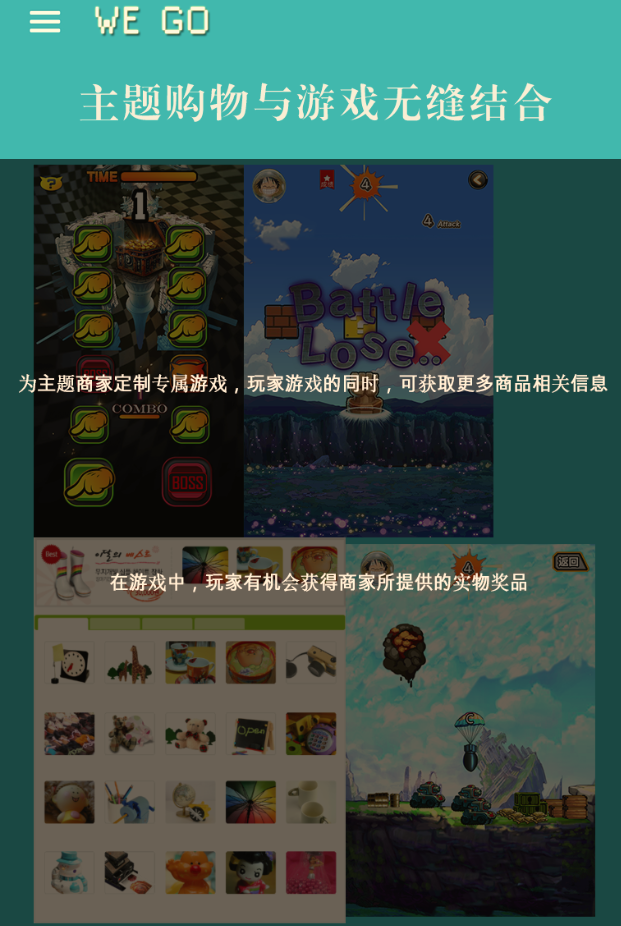 WE GO
主题购物与游戏无缝结合
TIME
1
4
4 Attack
Battle
Lose..
为主题商家定制专属游戏，玩家游戏的同时，可获取更多商品相关信息
COMBO
BOSS
Best
在游戏中，玩家有机会获得商家所提供的实物奖品
4
返回
Open